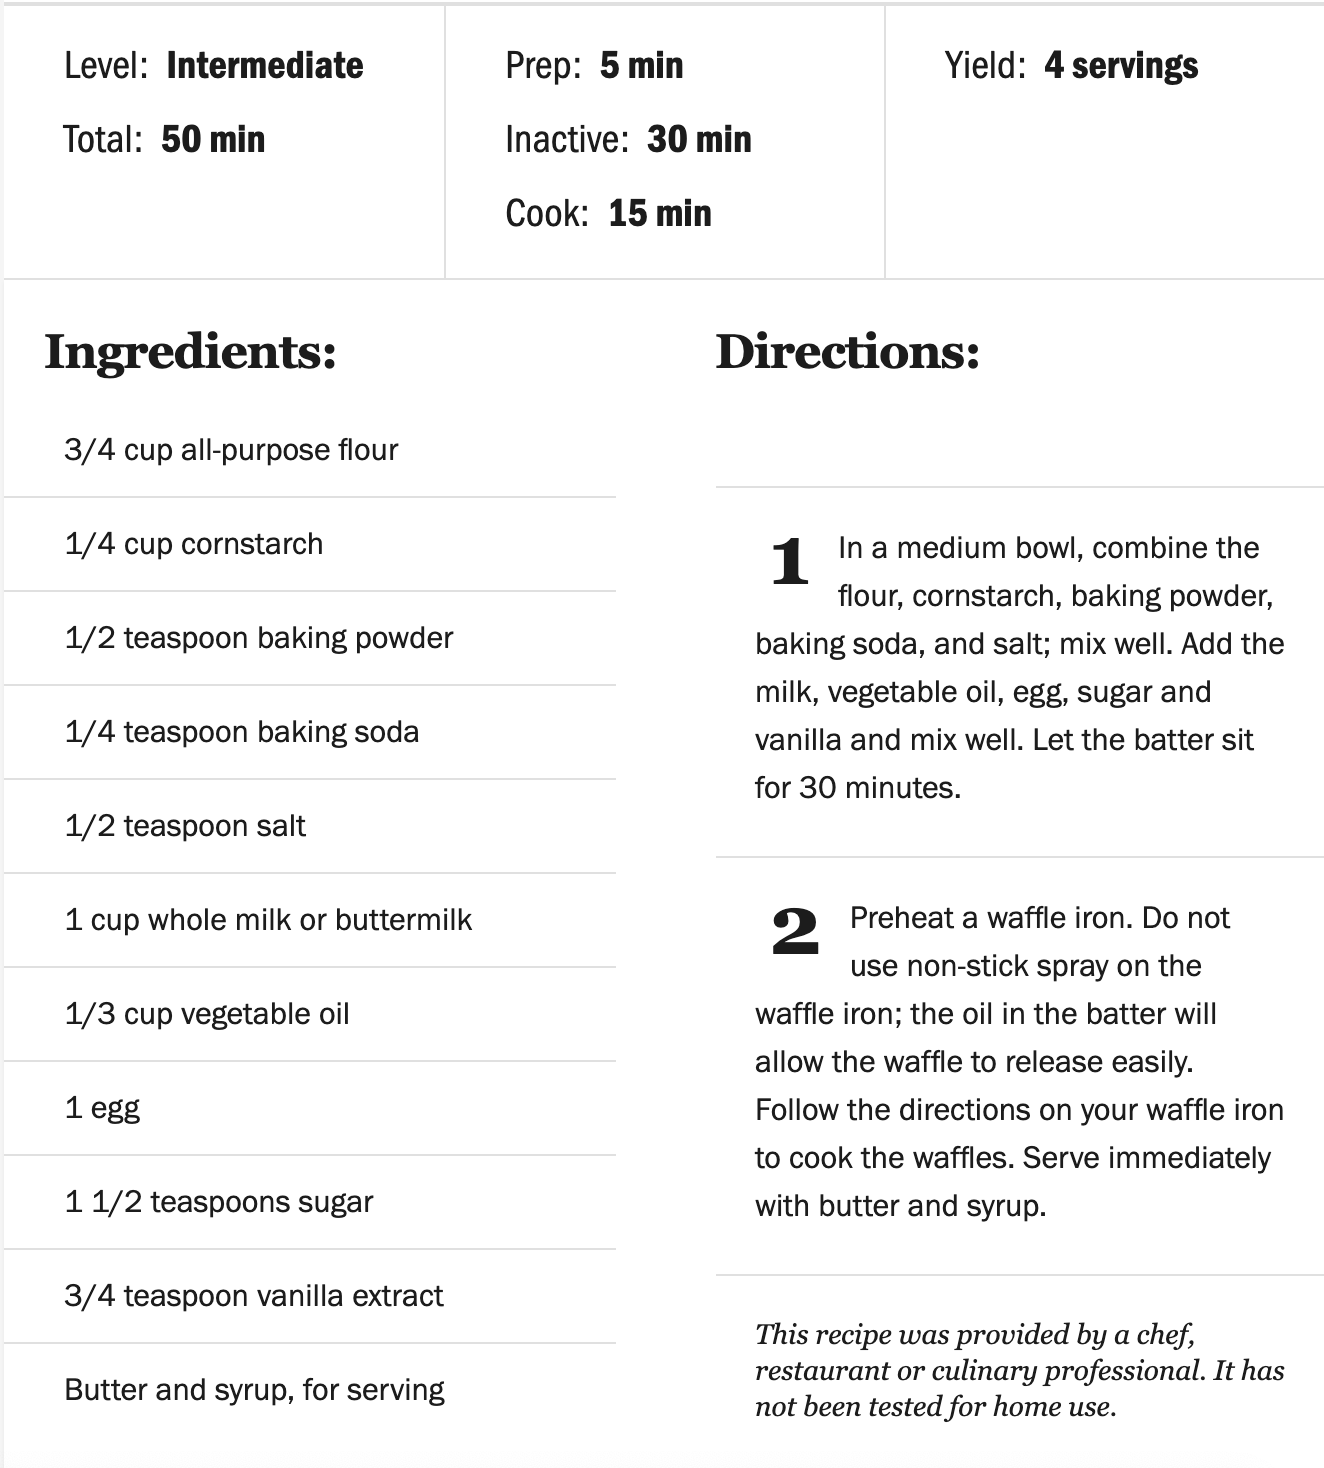 Level: Intermediate
Total: 50 min
Prep: 5 min
Inactive: 30 min
Cook: 15 min
Yield: 4 servings
Ingredients:
3/4 cup all-purpose flour
1/4 cup cornstarch
1/2 teaspoon baking powder
1/4 teaspoon baking soda
1/2 teaspoon salt
1 cup whole milk or buttermilk
1/3 cup vegetable oil
1 egg
1 1/2 teaspoons sugar
3/4 teaspoon vanilla extract
Butter and syrup, for serving
Directions:
1 In a medium bowl, combine the
flour, cornstarch, baking powder,
baking soda, and salt; mix well. Add the
milk, vegetable oil, egg, sugar and
vanilla and mix well. Let the batter sit
for 30 minutes.
2 Preheat a waffle iron. Do not
use non-stick spray on the
waffle iron; the oil in the batter will
allow the waffle to release easily.
Follow the directions on your waffle iron
to cook the waffles. Serve immediately
with butter and syrup.
This recipe was provided by a chef,
restaurant or culinary professional. It has
not been tested for home use.